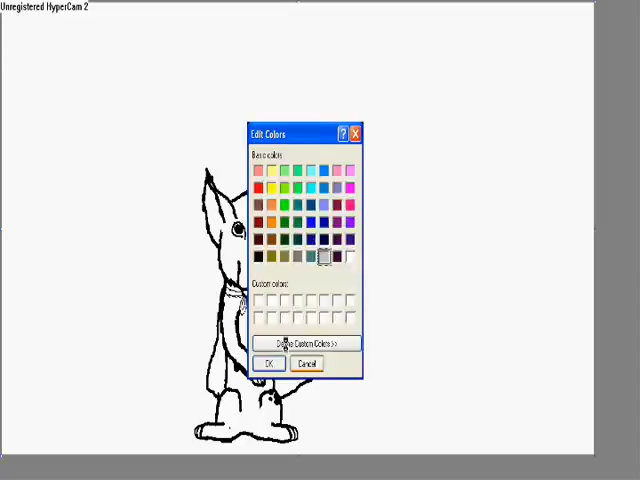 Unregistered HyperCam 2
Edit Colors
Basic colors:
Custom colors:
Define Custom Colors >>
OK
Cancel